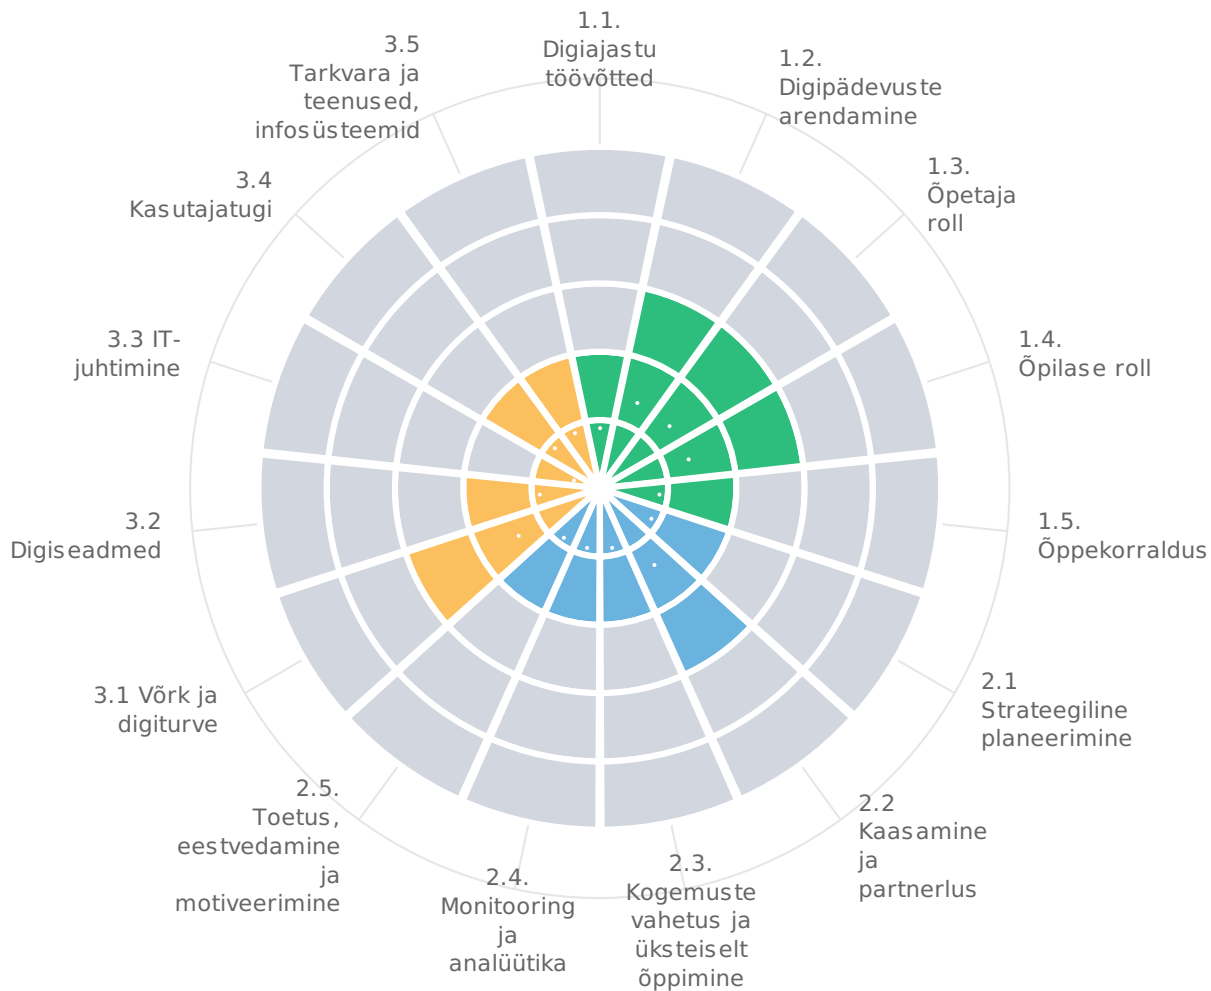 1.1.
Digiajastu
töövõtted
1.2.
Digipädevuste
arendamine
1.3.
Õpetaja
roll
1.4.
Õpilase roll
1.5.
Õppekorraldus
2.1
Strateegiline
planeerimine
2.2
Kaasamine
ja
partnerlus
2.3.
Kogemuste
vahetus ja
üksteiselt
õppimine
2.4.
Monitooring
ja
analüütika
2.5.
Toetus,
eestvedamine
ja
motiveerimine
3.1 Võrk ja
digiturve
3.2
Digiseadmed
3.3 IT-
juhtimine
3.4
Kasutajatugi
3.5
Tarkvara ja
teenused,
infosüsteemid